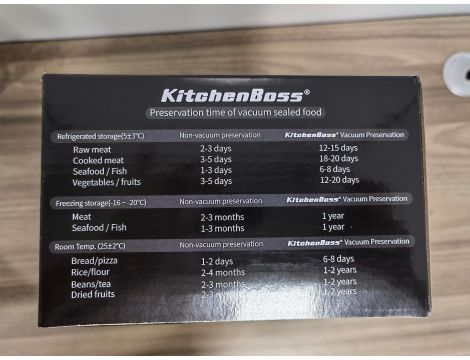 KitchenBoss®
Preservation time of vacuum sealed food
Refrigerated storage(5±3°C) Non-vacuum preservation KitchenBoss® Vacuum Preservation
Raw meat 2-3 days 12-15 days
Cooked meat 3-5 days 18-20 days
Seafood / Fish 1-3 days 6-8 days
Vegetables / fruits 3-5 days 12-20 days
Freezing storage(-16 ~ -20°C) Non-vacuum preservation KitchenBoss® Vacuum Preservation
Meat 2-3 months 1 year
Seafood / Fish 1-3 months 1 year
Room Temp. (25±2°C) Non-vacuum preservation KitchenBoss® Vacuum Preservation
Bread/pizza 1-2 days 6-8 days
Rice/flour 2-4 months 1-2 years
Beans/tea 2-3 months 1-2 years
Dried fruits 2-3 months 1-2 years